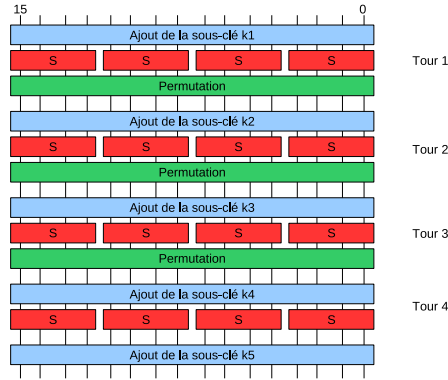 15 0
Ajout de la sous-clé k1
S S S S Tour 1
Permutation
Ajout de la sous-clé k2
S S S S Tour 2
Permutation
Ajout de la sous-clé k3
S S S S Tour 3
Permutation
Ajout de la sous-clé k4
S S S S Tour 4
Ajout de la sous-clé k5